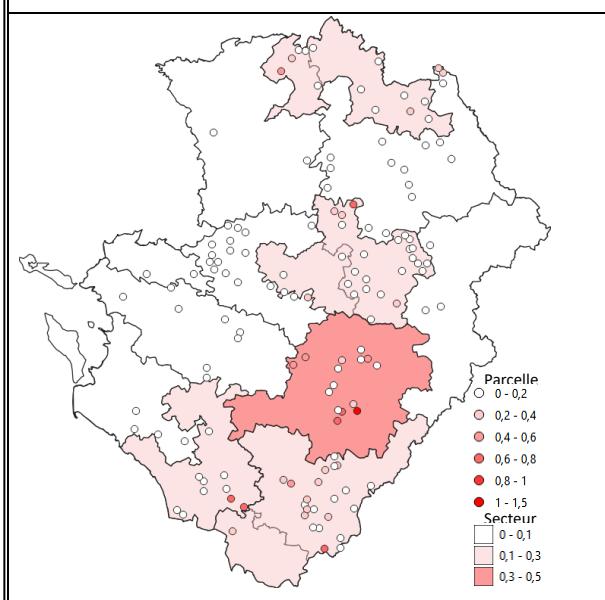 Parcelle
0 - 0,2
0,2 - 0,4
0,4 - 0,6
0,6 - 0,8
0,8 - 1
1 - 1,5
Secteur
0 - 0,1
0,1 - 0,3
0,3 - 0,5